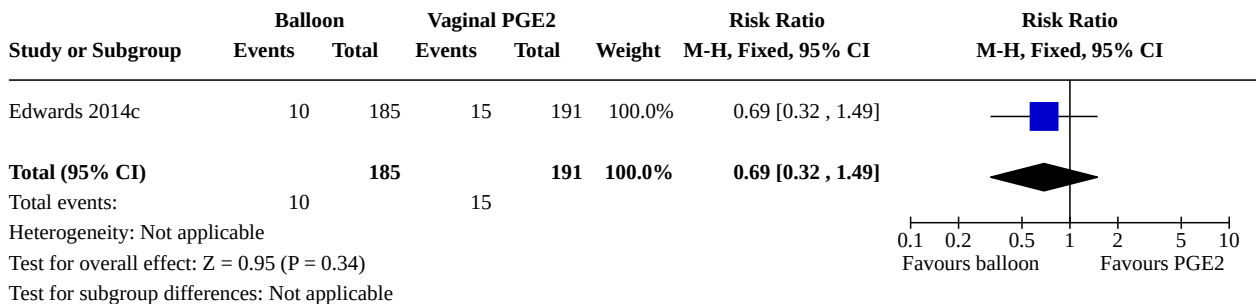 Balloon Vaginal PGE2 Risk Ratio Risk Ratio
Study or Subgroup Events Total Events Total Weight M-H, Fixed, 95% CI M-H, Fixed, 95% CI
Edwards 2014c 10 185 15 191 100.0% 0.69 [0.32 , 1.49]
Total (95% CI) 185 191 100.0% 0.69 [0.32 , 1.49]
Total events: 10 15
Heterogeneity: Not applicable
0.1 0.2 0.5 1 2 5 10
Test for overall effect: Z = 0.95 (P = 0.34)
Favours balloon Favours PGE2
Test for subgroup differences: Not applicable